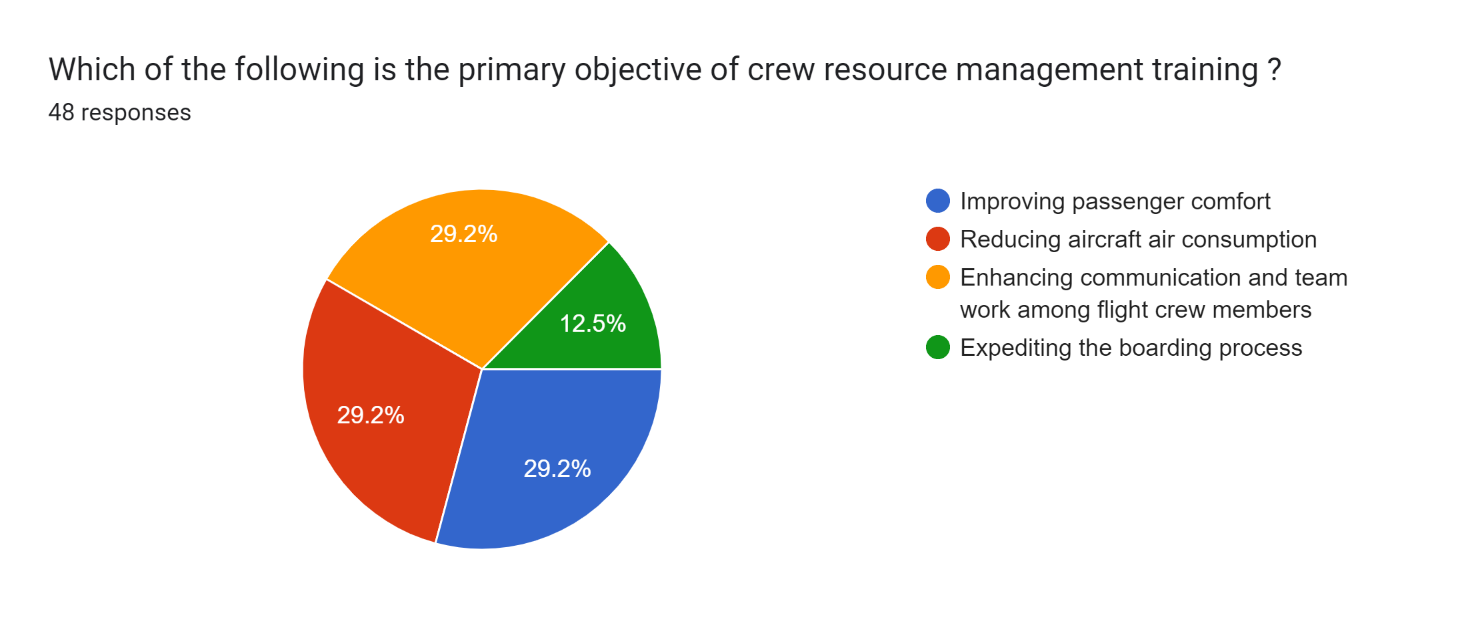 Which of the following is the primary objective of crew resource management training ?
48 responses
29.2%
12.5%
29.2%
29.2%
Improving passenger comfort
Reducing aircraft air consumption
Enhancing communication and team
work among flight crew members
Expediting the boarding process